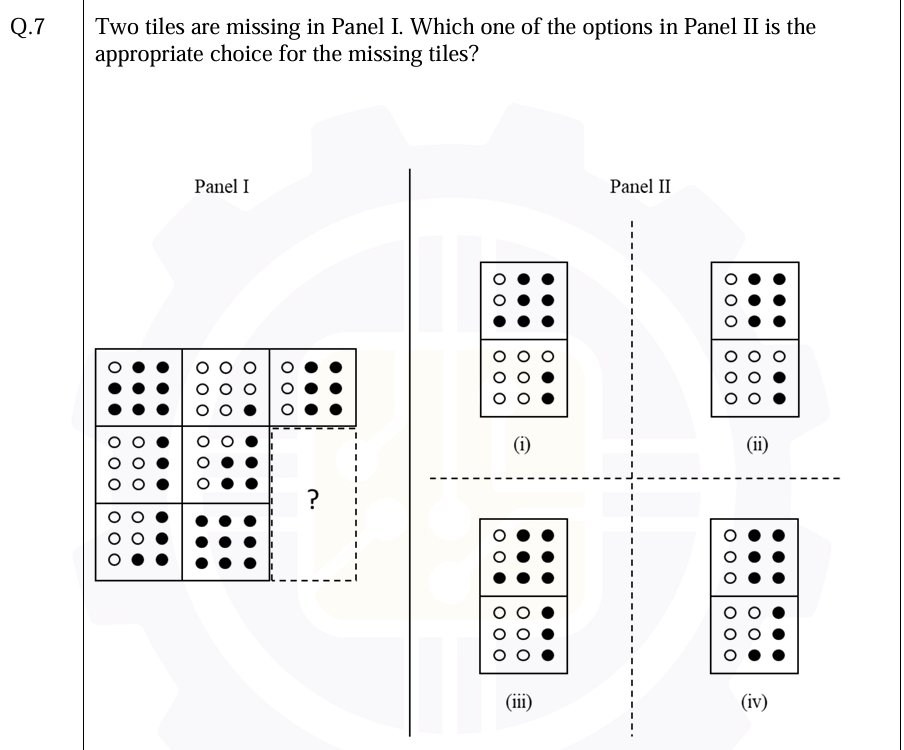 Q.7 Two tiles are missing in Panel I. Which one of the options in Panel II is the
appropriate choice for the missing tiles?
Panel I
Panel II
(i)
(ii)
?
(iii)
(iv)